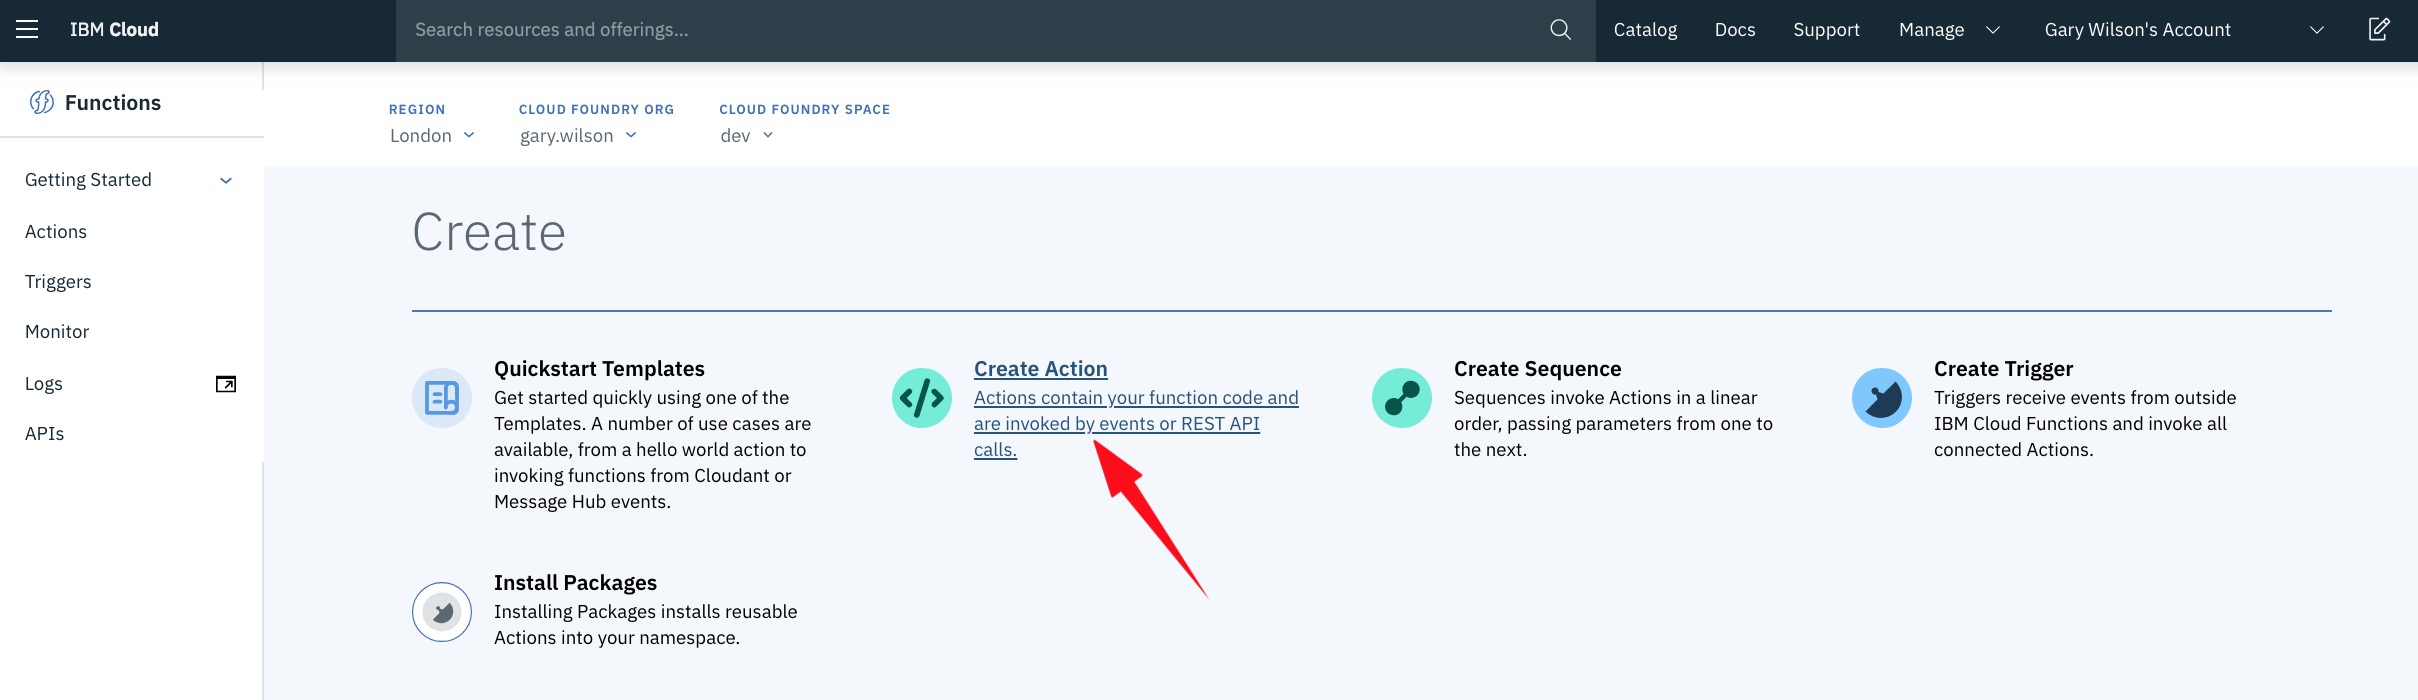 IBM Cloud
Search resources and offerings...
Catalog
Docs
Support
Manage
Gary Wilson's Account
Functions
Getting Started
Actions
Triggers
Monitor
Logs
APIs
REGION
London
CLOUD FOUNDRY ORG
gary.wilson
CLOUD FOUNDRY SPACE
dev
Create
Quickstart Templates
Get started quickly using one of the
Templates. A number of use cases are
available, from a hello world action to
invoking functions from Cloudant or
Message Hub events.
Create Action
Actions contain your function code and
are invoked by events or REST API
calls.
Create Sequence
Sequences invoke Actions in a linear
order, passing parameters from one to
the next.
Create Trigger
Triggers receive events from outside
IBM Cloud Functions and invoke all
connected Actions.
Install Packages
Installing Packages installs reusable
Actions into your namespace.